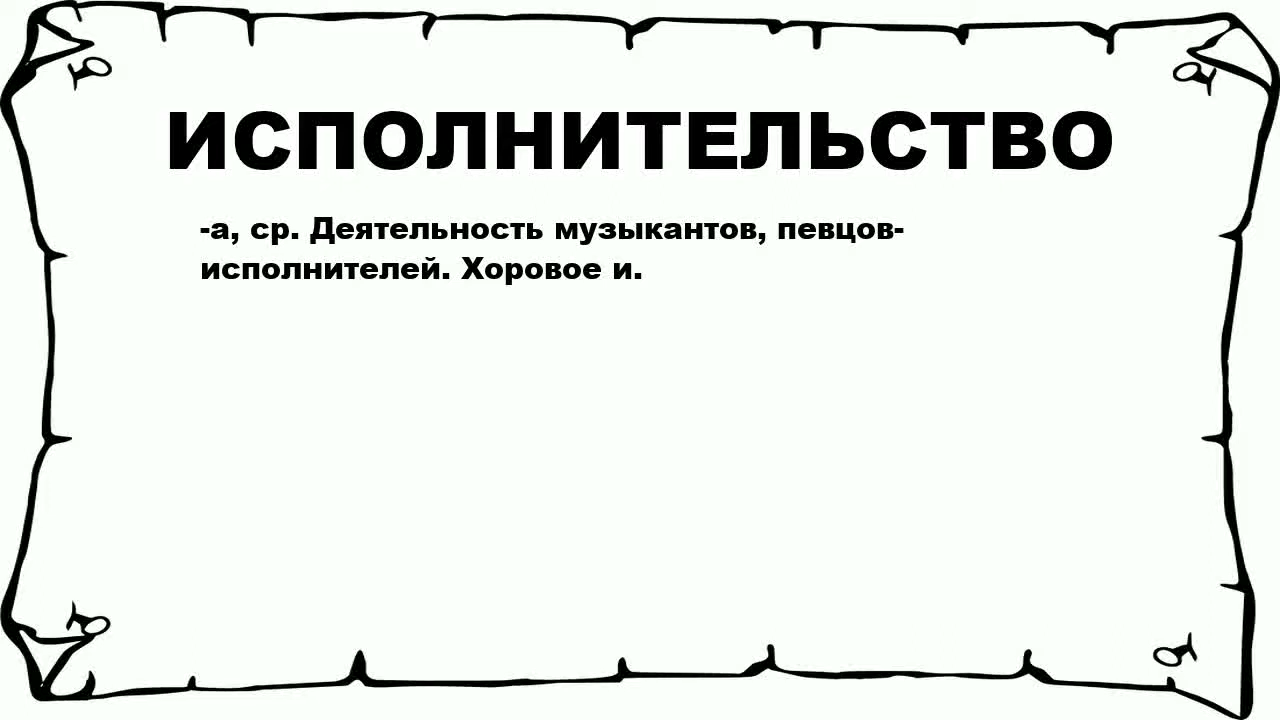 ИСПОЛНИТЕЛЬСТВО
-а, ср. Деятельность музыкантов, певцов-
исполнителей. Хоровое и.